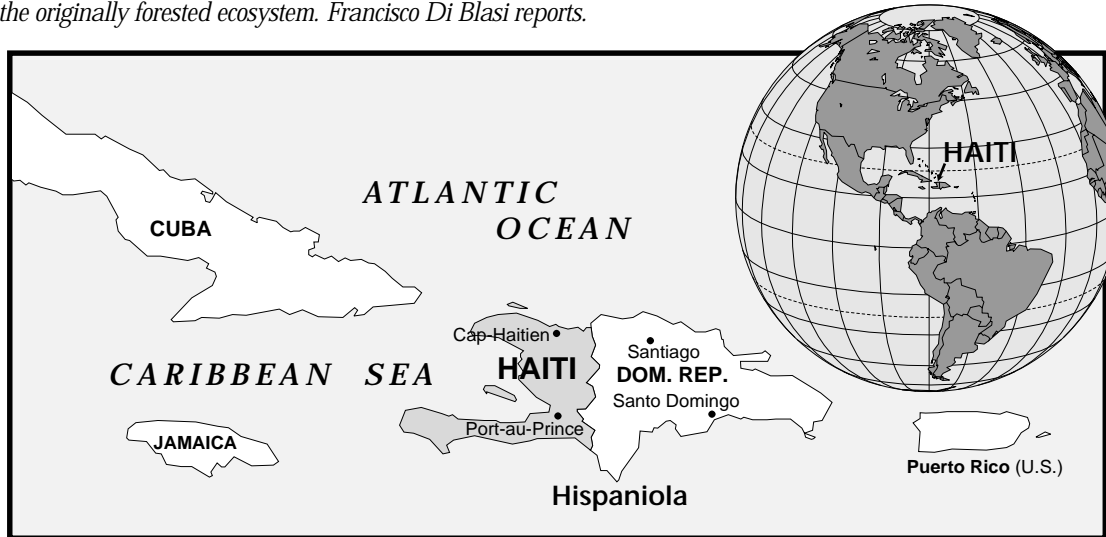 the originally forested ecosystem. Francisco Di Blasi reports.
HAITI
ATLANTIC
OCEAN
CUBA
Cap-Haitien
HAITI
Santiago
DOM. REP.
Santo Domingo
CARIBBEAN SEA
JAMAICA
Port-au-Prince
Puerto Rico (U.S.)
Hispaniola